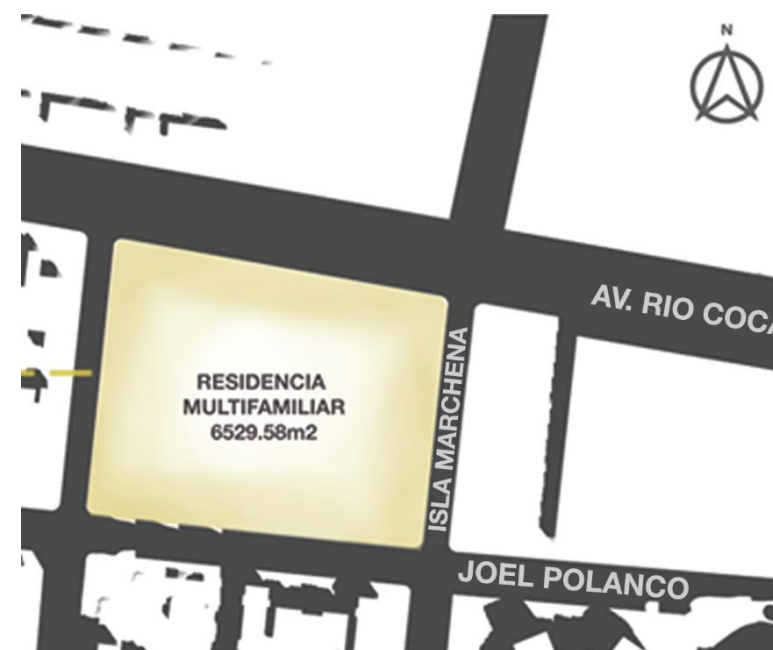 N
AV. RIO COCA
ISLA MARCHENA
RESIDENCIA
MULTIFAMILIAR
6529.58m2
JOEL POLANCO